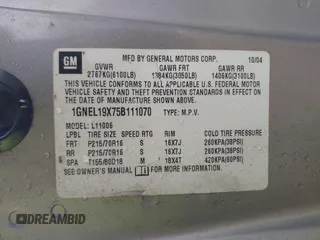 GM
MFD BY GENERAL MOTORS CORP. 10/04
GVWR GAWR FRT GAWR RR
2767KG(6100LB) 1384KG(3050LB) 1406KG(3100LB)
THIS VEHICLE CONFORMS TO ALL APPLICABLE U.S. FEDERAL
MOTOR VEHICLE SAFETY, BUMPER, AND
THEFT PREVENTION STANDARDS IN EFFECT ON THE DATE OF
MANUFACTURE SHOWN ABOVE.
1GNEL19X75B111070 TYPE: M.P.V.
MODEL: L11006
LPBL TIRE SIZE SPEED RTG RIM COLD TIRE PRESSURE
FRT P215/70R16 S 16X7J 260KPA(38PSI)
RR P215/70R16 S 16X7J 260KPA(38PSI)
SPA T155/80D18 M 18X4T 420KPA(60PSI)
SEE OWNER'S MANUAL FOR MORE INFORMATION.
DREAMBID